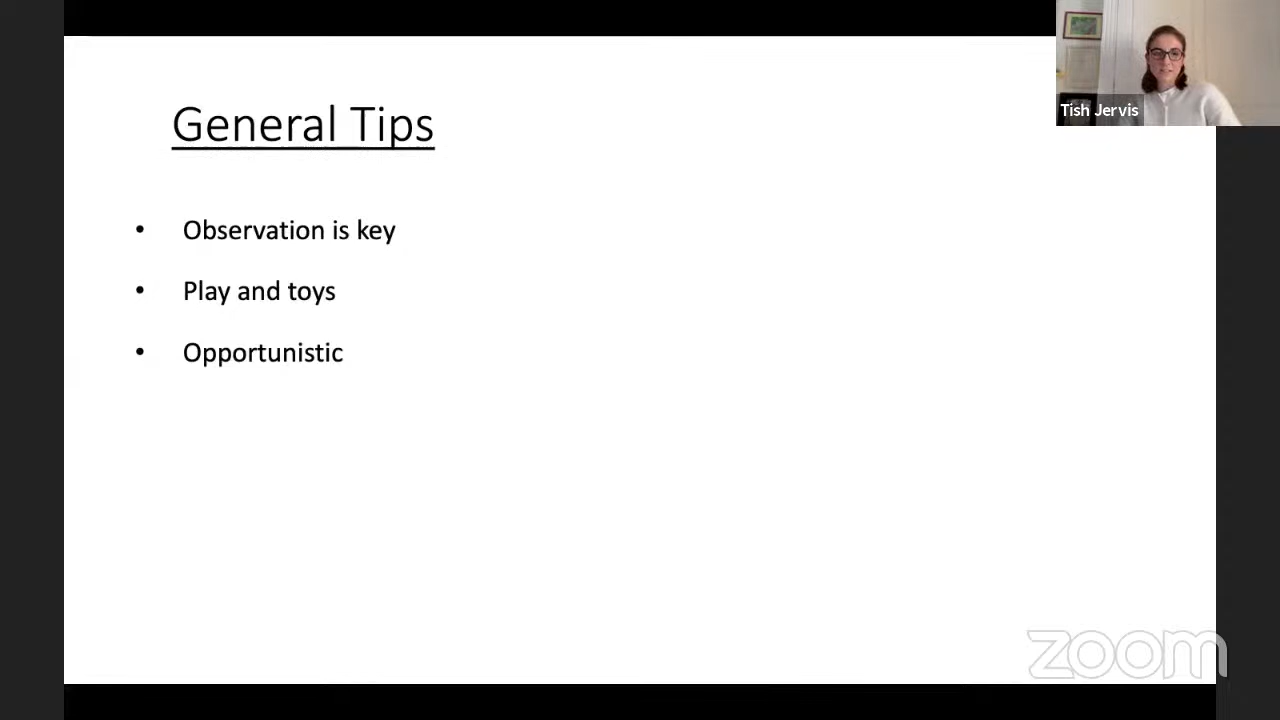 General Tips
• Observation is key
• Play and toys
• Opportunistic
Tish Jervis
zoom